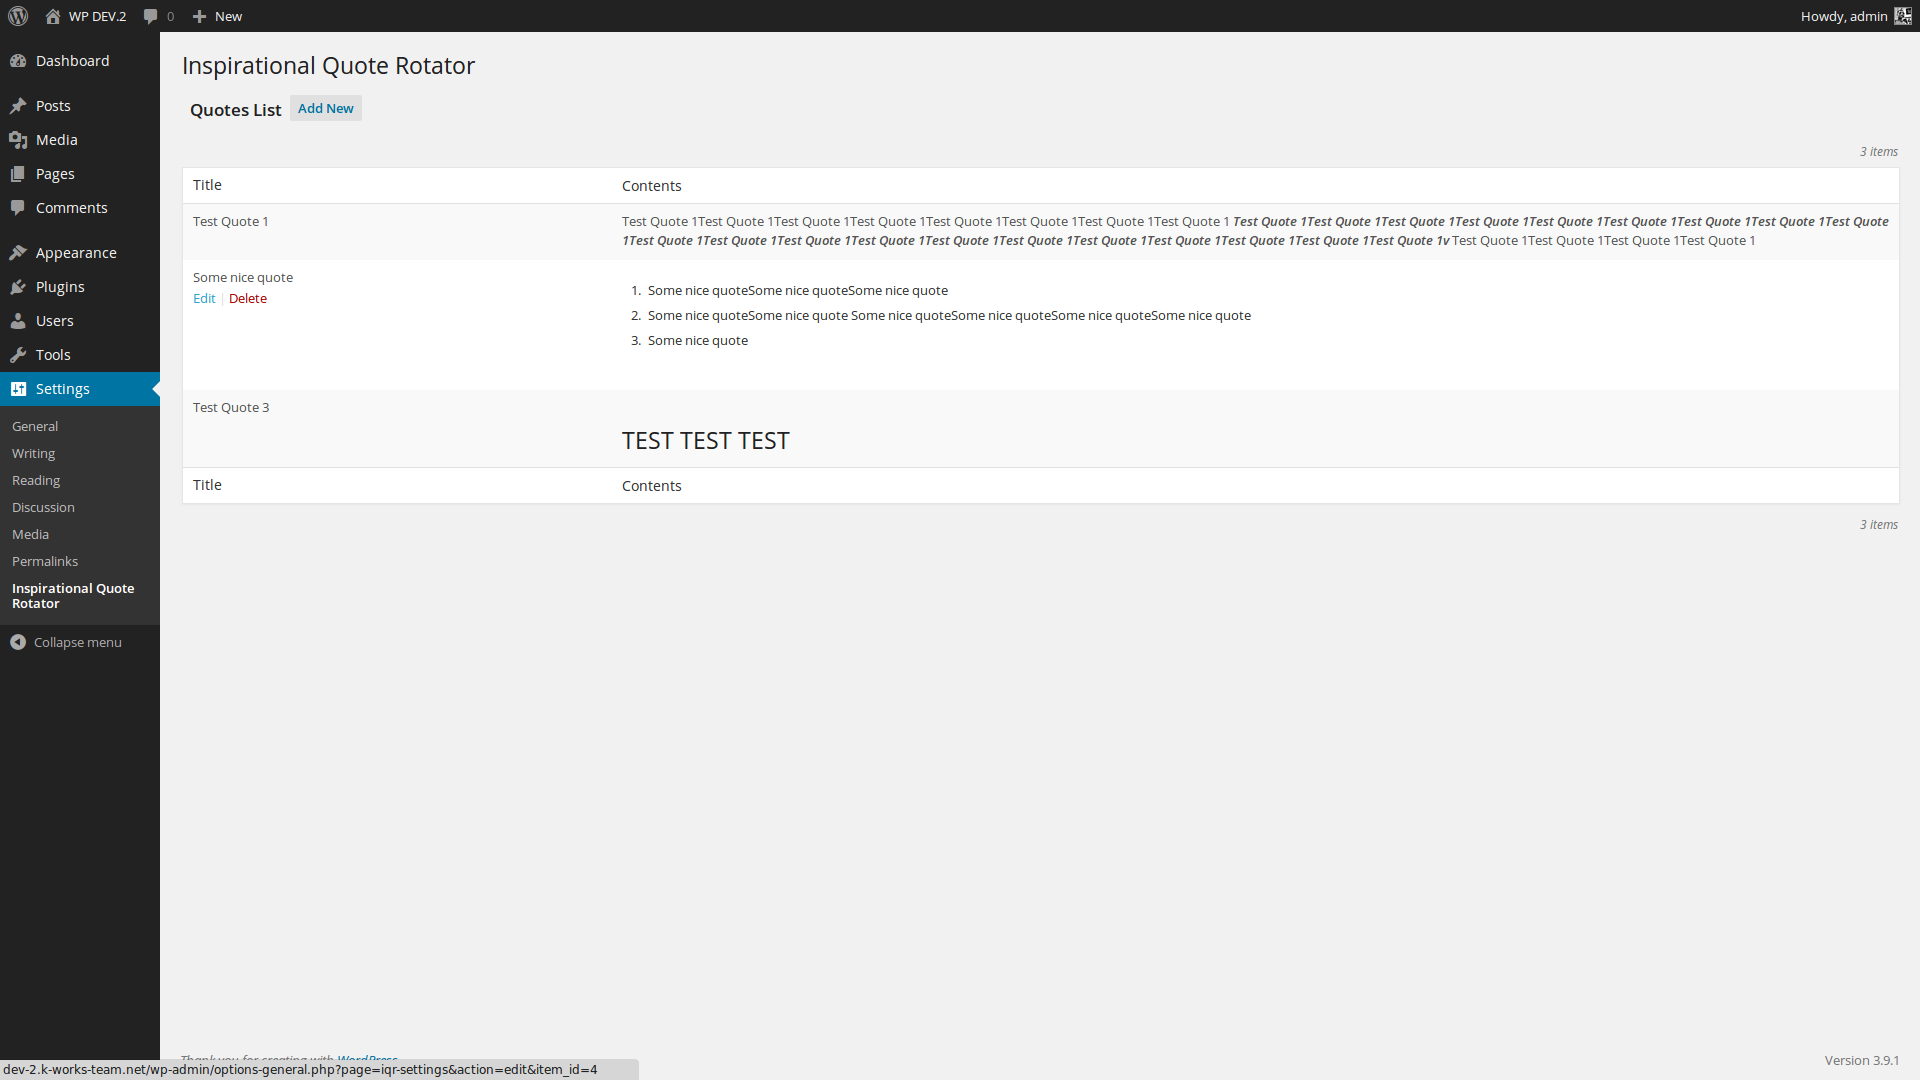 WP DEV.2
0
New
Howdy, admin
Dashboard
Posts
Media
Pages
Comments
Appearance
Plugins
Users
Tools
Settings
General
Writing
Reading
Discussion
Media
Permalinks
Inspirational Quote
Rotator
Collapse menu
Inspirational Quote Rotator
Quotes List Add New
3 items
Title Contents
Test Quote 1
Test Quote 1Test Quote 1Test Quote 1Test Quote 1Test Quote 1Test Quote 1Test Quote 1Test Quote 1 Test Quote 1Test Quote 1Test Quote 1Test Quote 1Test Quote 1Test Quote 1Test Quote 1Test Quote 1Test Quote
1Test Quote 1Test Quote 1Test Quote 1Test Quote 1Test Quote 1Test Quote 1Test Quote 1Test Quote 1Test Quote 1Test Quote 1Test Quote 1v Test Quote 1Test Quote 1Test Quote 1Test Quote 1
Some nice quote
Edit | Delete
1. Some nice quoteSome nice quoteSome nice quote
2. Some nice quoteSome nice quote Some nice quoteSome nice quoteSome nice quoteSome nice quote
3. Some nice quote
Test Quote 3
TEST TEST TEST
Title Contents
3 items
Thank you for creating with WordPress
Version 3.9.1
dev-2.k-works-team.net/wp-admin/options-general.php?page=iqr-settings&action=edit&item_id=4